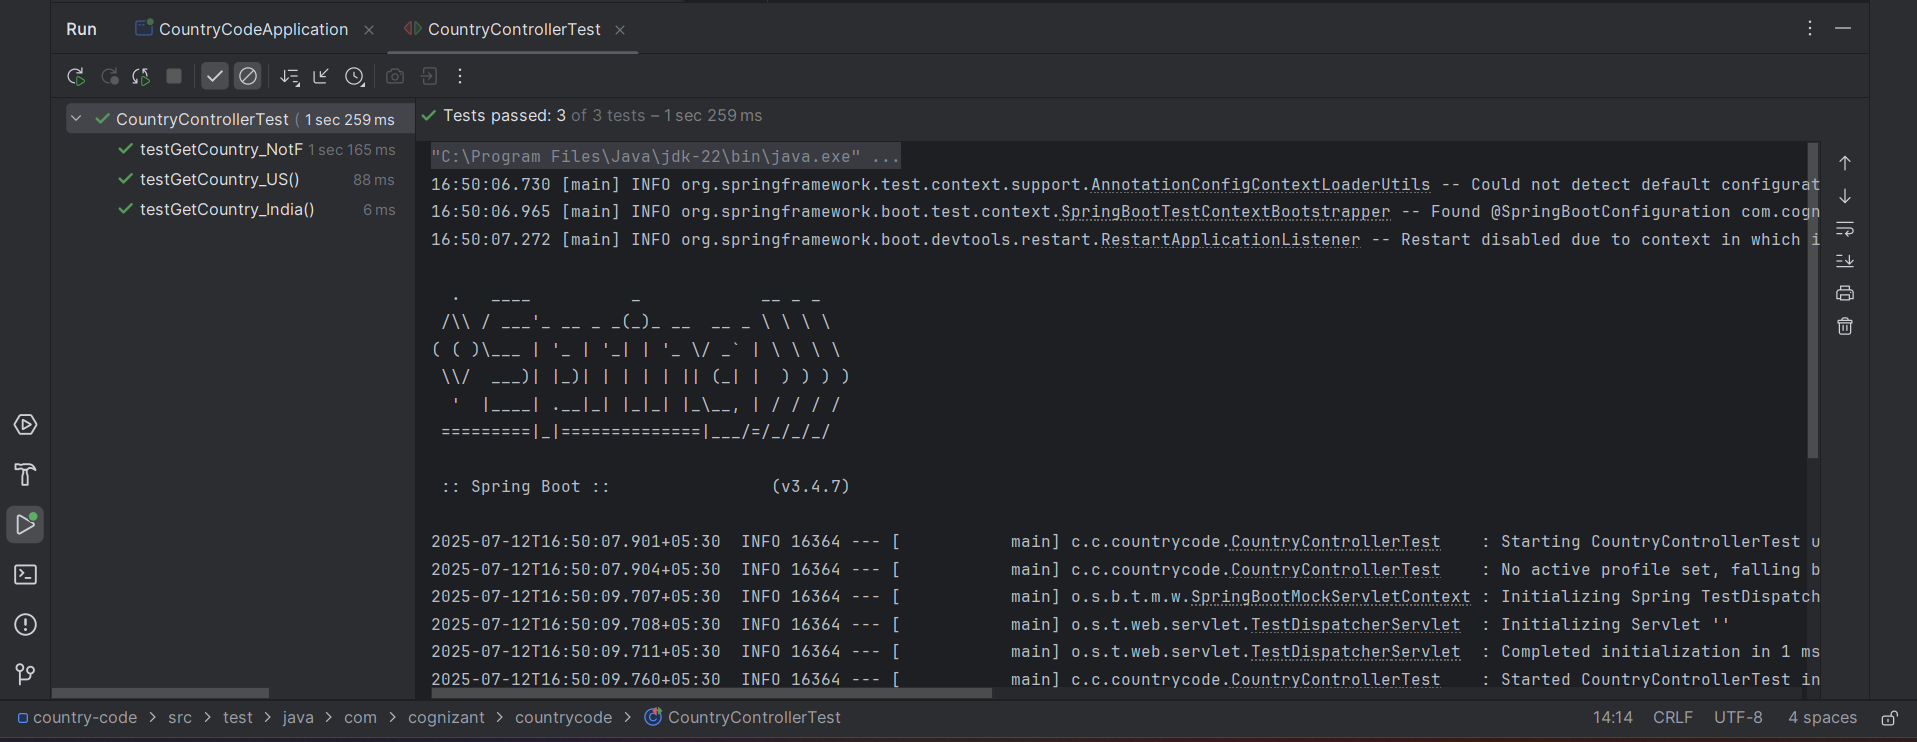 Run CountryCodeApplication × CountryControllerTest ×
CountryControllerTest ( 1 sec 259 ms
testGetCountry_NotF 1 sec 165 ms
testGetCountry_US() 88 ms
testGetCountry_India() 6 ms
Tests passed: 3 of 3 tests – 1 sec 259 ms
"C:\Program Files\Java\jdk-22\bin\java.exe" ...
16:50:06.730 [main] INFO org.springframework.test.context.support.AnnotationConfigContextLoaderUtils -- Could not detect default configurat
16:50:06.965 [main] INFO org.springframework.boot.test.context.SpringBootTestContextBootstrapper -- Found @SpringBootConfiguration com.cogn
16:50:07.272 [main] INFO org.springframework.boot.devtools.restart.RestartApplicationListener -- Restart disabled due to context in which i
  .   ____          _            __ _ _
 /\\ / ___'_ __ _ _(_)_ __  __ _ \ \ \ \
( ( )\___ | '_ | '_| | '_ \/ _` | \ \ \ \
 \\/  ___)| |_)| | | | | || (_| |  ) ) ) )
  '  |____| .__|_| |_|_| |_\__, | / / / /
 =========|_|==============|___/=/_/_/_/
 :: Spring Boot ::                (v3.4.7)
2025-07-12T16:50:07.901+05:30  INFO 16364 --- [           main] c.c.countrycode.CountryControllerTest    : Starting CountryControllerTest u
2025-07-12T16:50:07.904+05:30  INFO 16364 --- [           main] c.c.countrycode.CountryControllerTest    : No active profile set, falling b
2025-07-12T16:50:09.707+05:30  INFO 16364 --- [           main] o.s.b.t.m.w.SpringBootMockServletContext : Initializing Spring TestDispatch
2025-07-12T16:50:09.708+05:30  INFO 16364 --- [           main] o.s.t.web.servlet.TestDispatcherServlet  : Initializing Servlet ''
2025-07-12T16:50:09.711+05:30  INFO 16364 --- [           main] o.s.t.web.servlet.TestDispatcherServlet  : Completed initialization in 1 ms
2025-07-12T16:50:09.760+05:30  INFO 16364 --- [           main] c.c.countrycode.CountryControllerTest    : Started CountryControllerTest in
country-code > src > test > java > com > cognizant > countrycode > CountryControllerTest 14:14 CRLF UTF-8 4 spaces